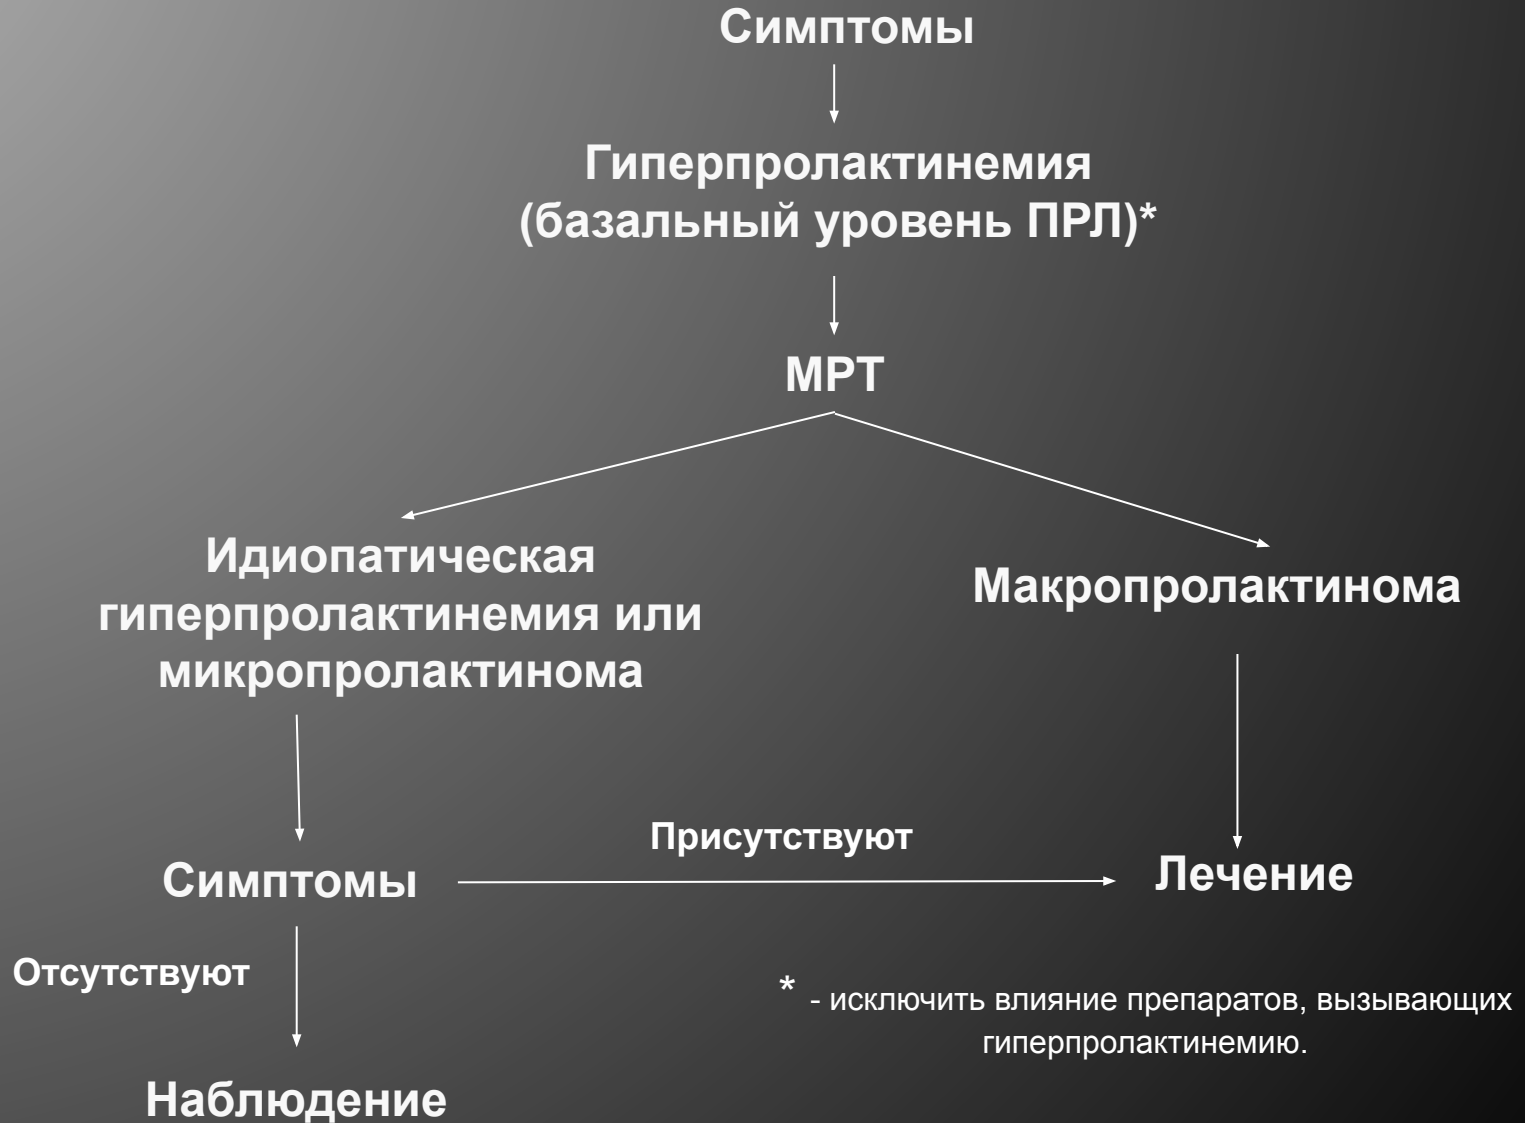 Симптомы
Гиперпролактинемия
(базальный уровень ПРЛ)*
МРТ
Идиопатическая
гиперпролактинемия или
микропролактинома
Макропролактинома
Присутствуют
Симптомы
Лечение
Отсутствуют
* - исключить влияние препаратов, вызывающих
гиперпролактинемию.
Наблюдение